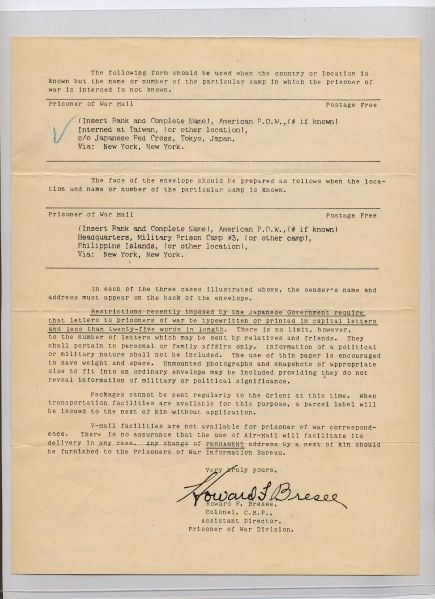 The following form should be used when the country or location is
known but the name or number of the particular camp in which the prisoner of
war is interned is not known.
Prisoner of War Mail Postage Free
(Insert Rank and Complete Name), American P.O.W., (# if known)
Interned at Taiwan, (or other location),
c/o Japanese Red Cross, Tokyo, Japan,
Via: New York, New York.
The face of the envelope should be prepared as follows when the loca-
tion and name or number of the particular camp is known.
Prisoner of War Mail Postage Free
(Insert Rank and Complete Name), American P.O.W., (# if known)
Headquarters, Military Prison Camp #3, (or other camp),
Philippine Islands, (or other location),
Via: New York, New York.
In each of the three cases illustrated above, the sender's name and
address must appear on the back of the envelope.
Restrictions recently imposed by the Japanese Government require
that letters to prisoners of war be typewritten or printed in capital letters
and less than twenty-five words in length. There is no limit, however,
to the number of letters which may be sent by relatives and friends. They
shall pertain to personal or family affairs only, information of a political
or military nature shall not be included. The use of thin paper is encouraged
to save weight and space. Unmounted photographs and snapshots of appropriate
size to fit into an ordinary envelope may be included providing they do not
reveal information of military or political significance.
Packages cannot be sent regularly to the Orient at this time. When
transportation facilities are available for this purpose, a parcel label
will be issued to the next of kin without application.
V-Mail facilities are not available for prisoner of war correspond-
ence. There is no assurance that the use of Air-Mail will facilitate its
delivery in any case. Any change of PERMANENT address by a next of kin should
be furnished to the Prisoners of War Information Bureau.
Very truly yours,
Howard F Bresee
Howard F. Bresee,
Colonel, C.M.P.,
Assistant Director,
Prisoner of War Division.